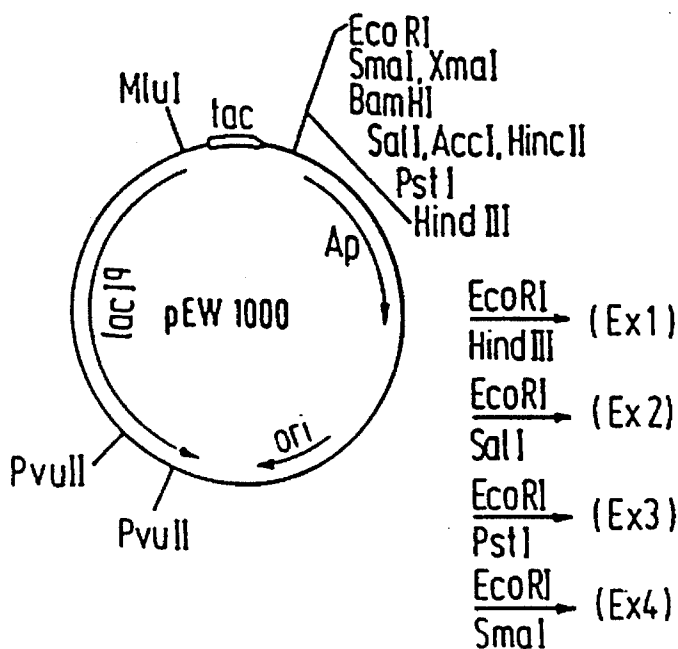 EcoRI
SmaI, XmaI
BamHI
SalI, AccI, HincII
PstI
HindIII
MluI
tac
Ap
lacIq
pEW 1000
ori
PvuII
PvuII
EcoRI
HindIII
(Ex1)
EcoRI
SalI
(Ex2)
EcoRI
PstI
(Ex3)
EcoRI
SmaI
(Ex4)